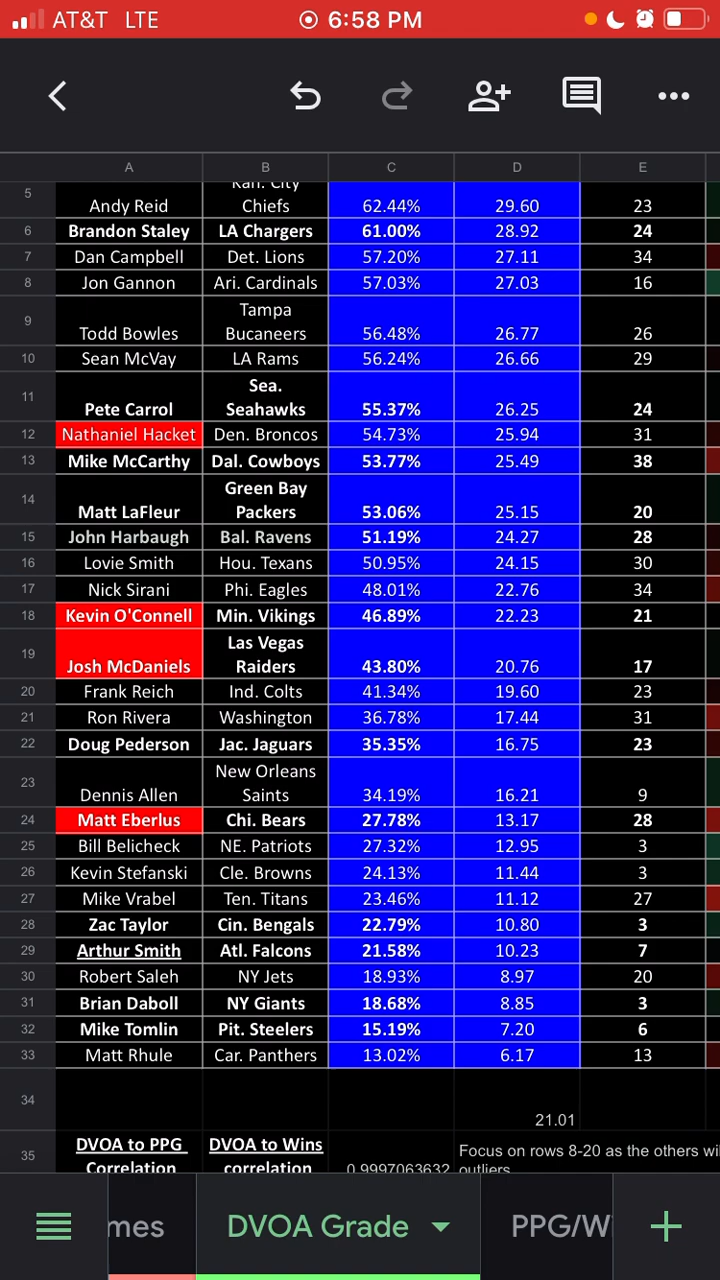 AT&T LTE 6:58 PM
A B C D E
5 Andy Reid Kan. City Chiefs 62.44% 29.60 23
6 Brandon Staley LA Chargers 61.00% 28.92 24
7 Dan Campbell Det. Lions 57.20% 27.11 34
8 Jon Gannon Ari. Cardinals 57.03% 27.03 16
9 Todd Bowles Tampa Bucaneers 56.48% 26.77 26
10 Sean McVay LA Rams 56.24% 26.66 29
11 Pete Carrol Sea. Seahawks 55.37% 26.25 24
12 Nathaniel Hacket Den. Broncos 54.73% 25.94 31
13 Mike McCarthy Dal. Cowboys 53.77% 25.49 38
14 Matt LaFleur Green Bay Packers 53.06% 25.15 20
15 John Harbaugh Bal. Ravens 51.19% 24.27 28
16 Lovie Smith Hou. Texans 50.95% 24.15 30
17 Nick Sirani Phi. Eagles 48.01% 22.76 34
18 Kevin O'Connell Min. Vikings 46.89% 22.23 21
19 Josh McDaniels Las Vegas Raiders 43.80% 20.76 17
20 Frank Reich Ind. Colts 41.34% 19.60 23
21 Ron Rivera Washington 36.78% 17.44 31
22 Doug Pederson Jac. Jaguars 35.35% 16.75 23
23 Dennis Allen New Orleans Saints 34.19% 16.21 9
24 Matt Eberlus Chi. Bears 27.78% 13.17 28
25 Bill Belicheck NE. Patriots 27.32% 12.95 3
26 Kevin Stefanski Cle. Browns 24.13% 11.44 3
27 Mike Vrabel Ten. Titans 23.46% 11.12 27
28 Zac Taylor Cin. Bengals 22.79% 10.80 3
29 Arthur Smith Atl. Falcons 21.58% 10.23 7
30 Robert Saleh NY Jets 18.93% 8.97 20
31 Brian Daboll NY Giants 18.68% 8.85 3
32 Mike Tomlin Pit. Steelers 15.19% 7.20 6
33 Matt Rhule Car. Panthers 13.02% 6.17 13
34 21.01
35 DVOA to PPG Correlation DVOA to Wins correlation 0.9997063632 Focus on rows 8-20 as the others wi outliers
mes DVOA Grade PPG/W